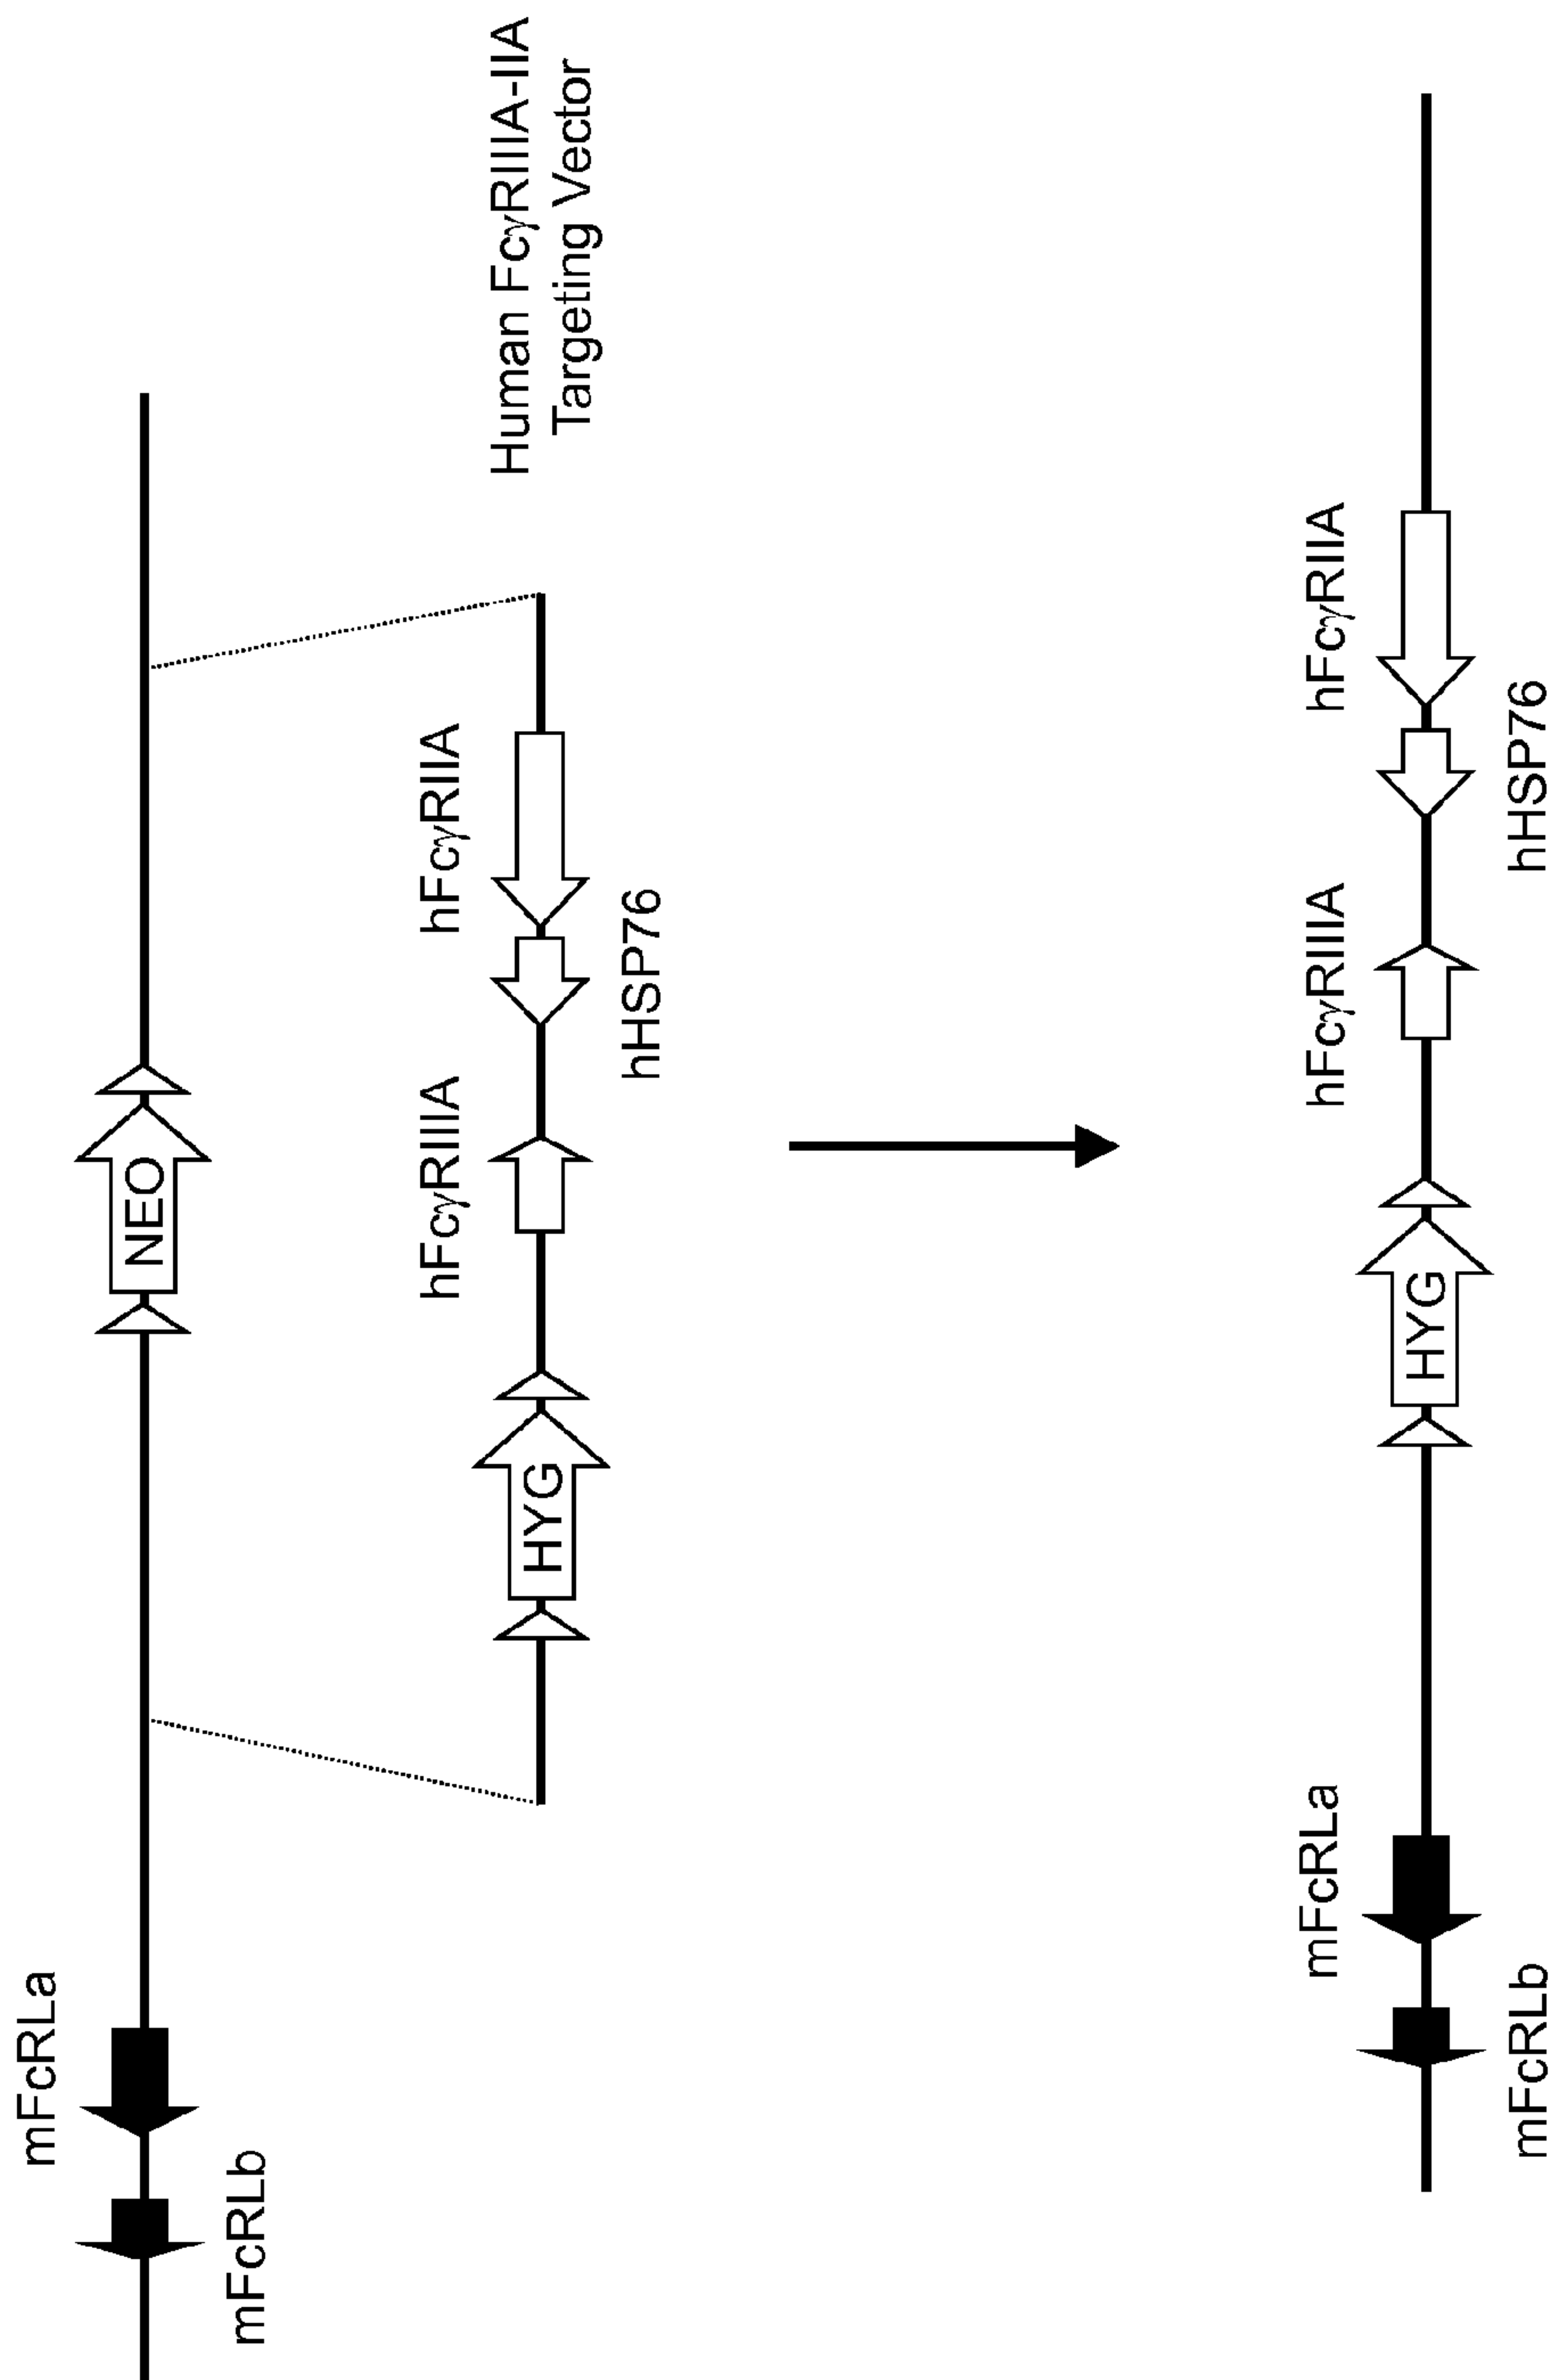 mFcRLa
mFcRLb
NEO
Human FcγRIIIA-IIA
Targeting Vector
HYG
hFcγRIIIA
hFcγRIIA
hHSP76
mFcRLa
mFcRLb
HYG
hFcγRIIIA
hFcγRIIA
hHSP76